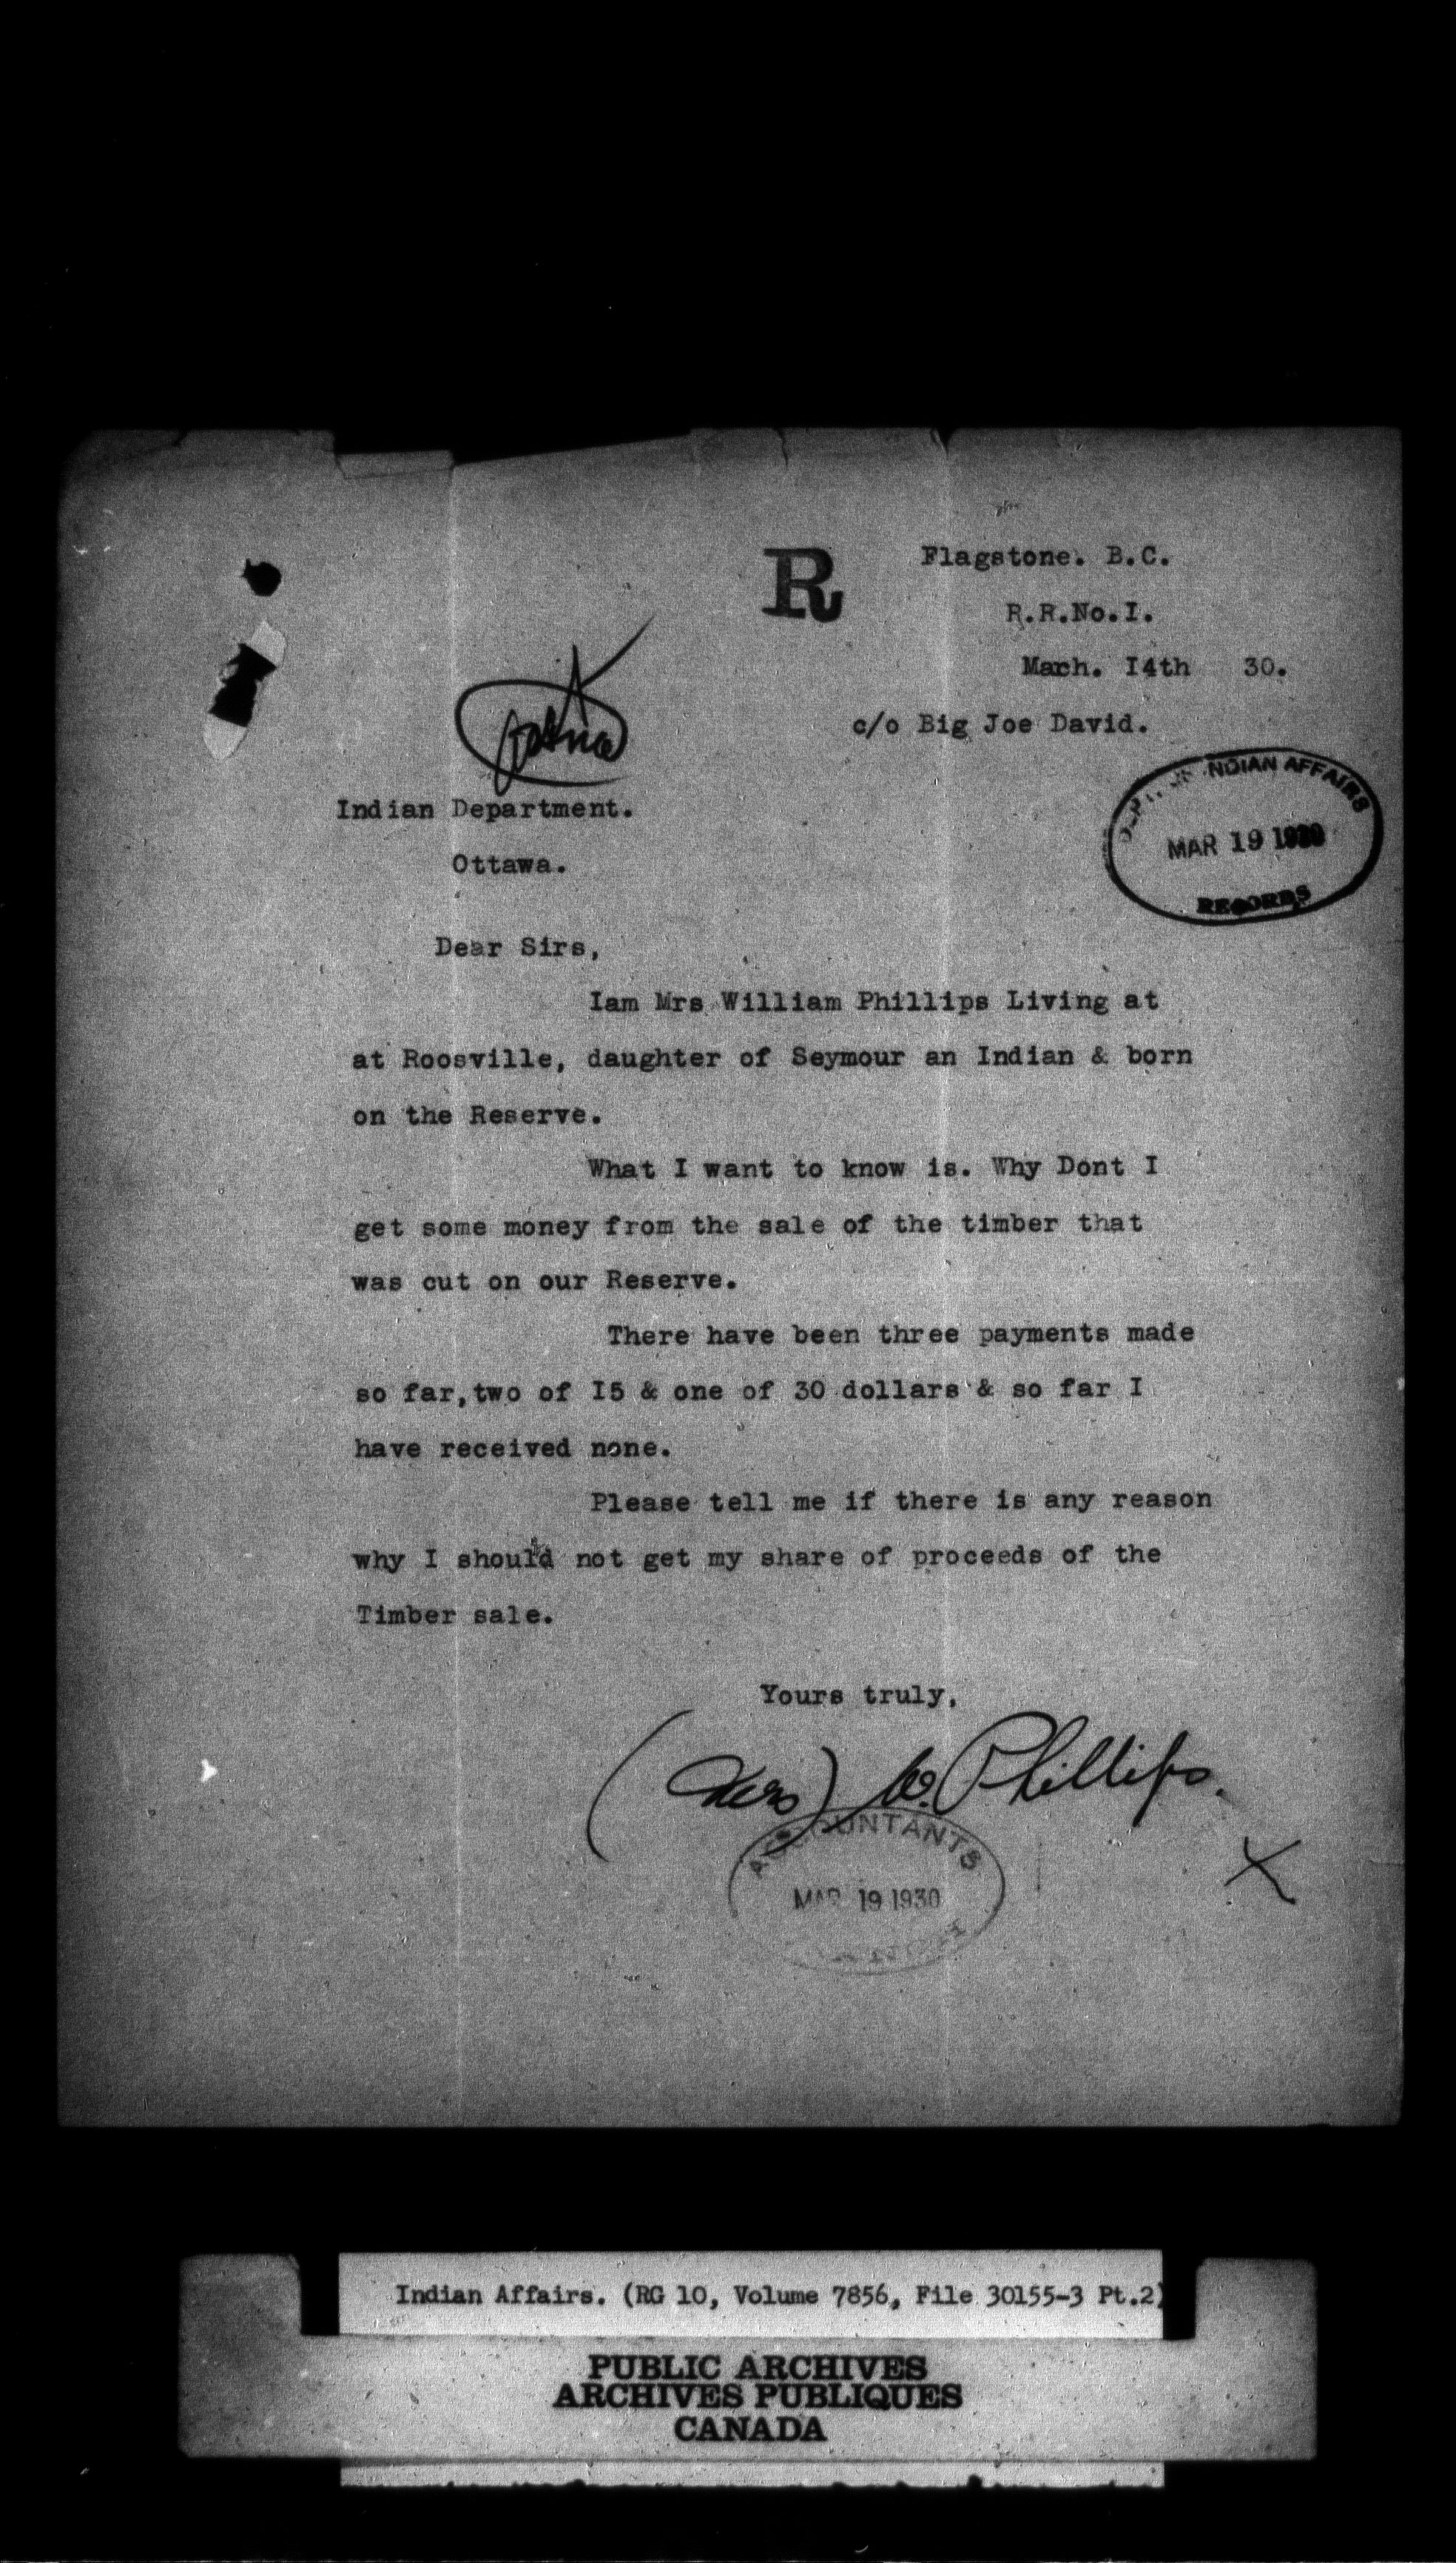 R
Flagstone. B.C.
R.R.No.I.
March. I4th 30.
c/o Big Joe David.
Indian Department.
Ottawa.
INDIAN AFFAIRS
MAR 19 1930
RECORDS
Dear Sirs,
Iam Mrs William Phillips Living at
at Roosville, daughter of Seymour an Indian & born
on the Reserve.
What I want to know is. Why Dont I
get some money from the sale of the timber that
was cut on our Reserve.
There have been three payments made
so far,two of I5 & one of 30 dollars & so far I
have received none.
Please tell me if there is any reason
why I should not get my share of proceeds of the
Timber sale.
Yours truly,
(Mrs) W. Phillips.
ACCOUNTANTS
MAR 19 1930
X
Indian Affairs. (RG 10, Volume 7856, File 30155-3 Pt.2)
PUBLIC ARCHIVES
ARCHIVES PUBLIQUES
CANADA